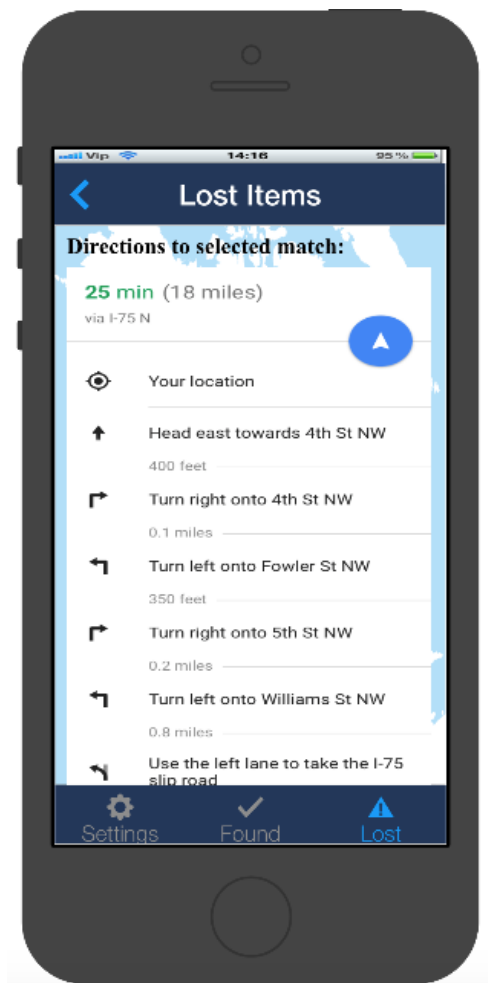 Vip 14:16 95 %
Lost Items
Directions to selected match:
25 min (18 miles)
via I-75 N
Your location
Head east towards 4th St NW
400 feet
Turn right onto 4th St NW
0.1 miles
Turn left onto Fowler St NW
350 feet
Turn right onto 5th St NW
0.2 miles
Turn left onto Williams St NW
0.8 miles
Use the left lane to take the I-75
slip road
Settings Found Lost